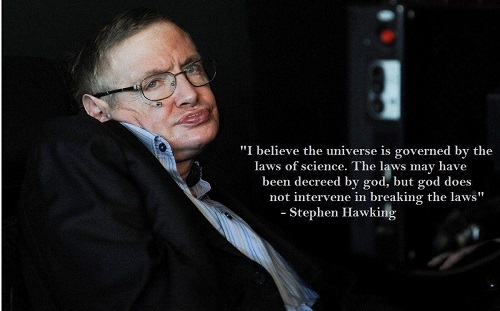 "I believe the universe is governed by the
laws of science. The laws may have
been decreed by god, but god does
not intervene in breaking the laws"
- Stephen Hawking